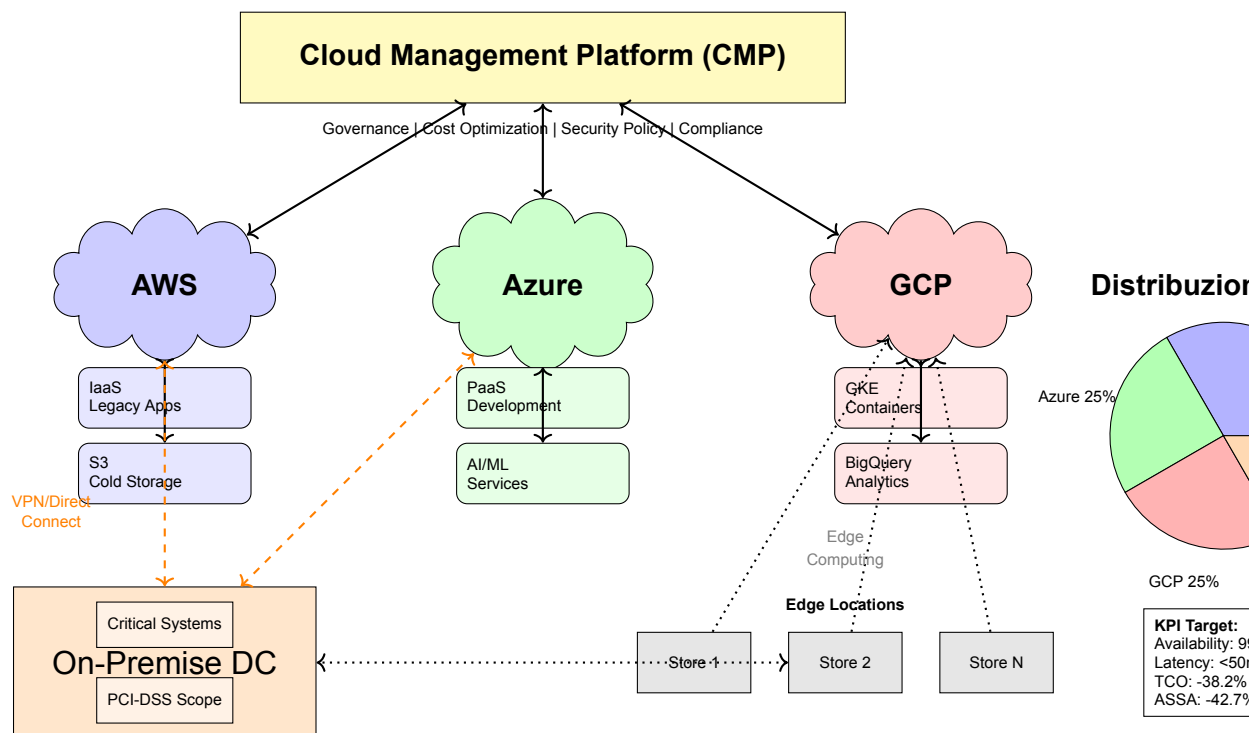 Cloud Management Platform (CMP)
Governance | Cost Optimization | Security Policy | Compliance
AWS
Azure
GCP
Distribuzion
IaaS
Legacy Apps
PaaS
Development
GKE
Containers
Azure 25%
S3
Cold Storage
AI/ML
Services
BigQuery
Analytics
VPN/Direct
Connect
Edge
Computing
GCP 25%
Edge Locations
Critical Systems
On-Premise DC
PCI-DSS Scope
Store 1
Store 2
Store N
KPI Target:
Availability: 99
Latency: <50m
TCO: -38.2%
ASSA: -42.7%